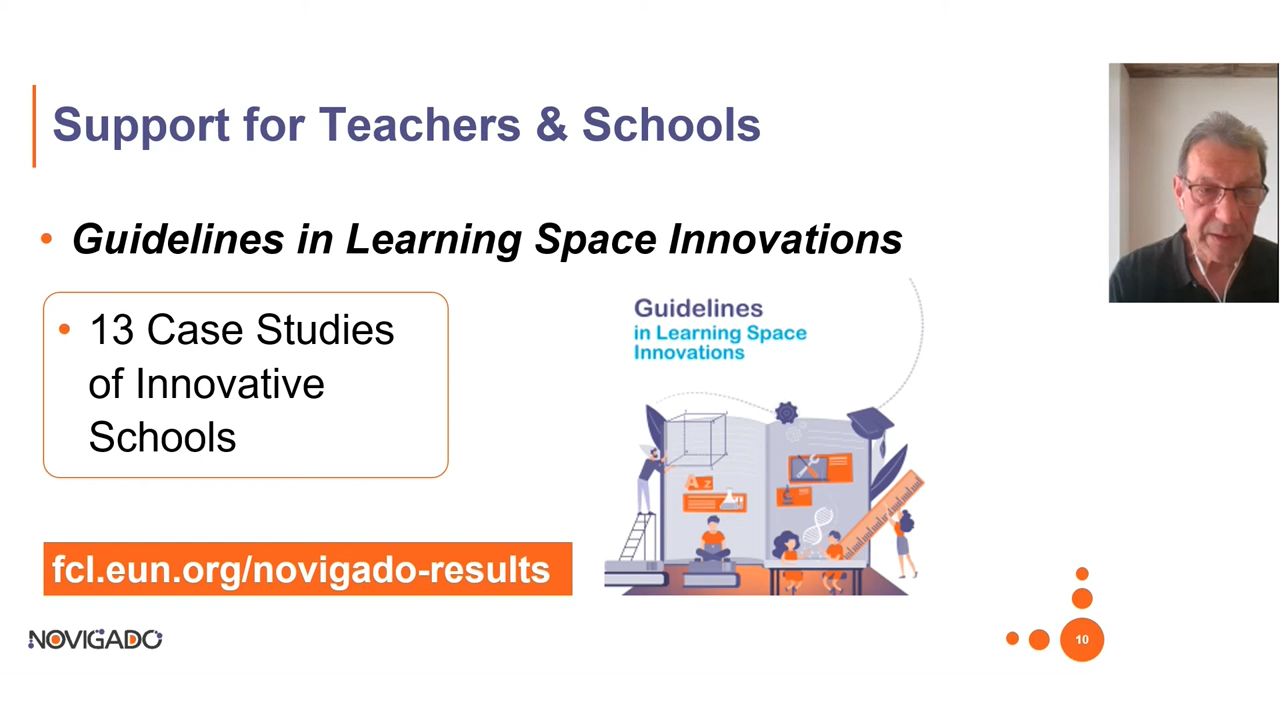 Support for Teachers & Schools
• Guidelines in Learning Space Innovations
• 13 Case Studies
of Innovative
Schools
Guidelines
in Learning Space
Innovations
A z
fcl.eun.org/novigado-results
NOVIGADO
10